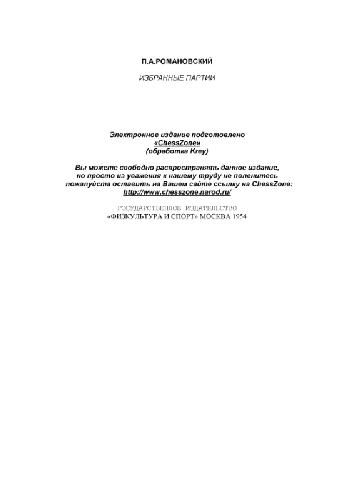 П.А.РОМАНОВСКИЙ
ИЗБРАННЫЕ ПАРТИИ
Электронное издание подготовлено
«ChessZone»
(обработка Krey)
Вы можете свободно распространять данное издание,
но просто из уважения к нашему труду не поленитесь
пожалуйста оставить на Вашем сайте ссылку на ChessZone:
http://www.chesszone.narod.ru/
ГОСУДАРСТВЕННОЕ ИЗДАТЕЛЬСТВО
«ФИЗКУЛЬТУРА И СПОРТ» МОСКВА 1954